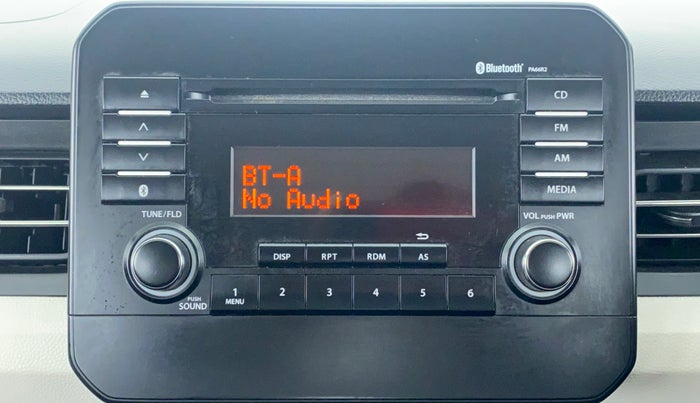 Bluetooth PA66R2
CD
FM
AM
MEDIA
BT-A
No Audio
TUNE/FLD
VOL PUSH PWR
DISP RPT RDM AS
PUSH SOUND
1 MENU 2 3 4 5 6